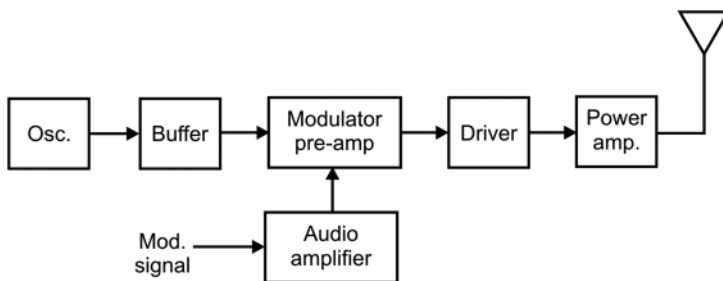 Osc.
Buffer
Modulator
pre-amp
Driver
Power
amp.
Mod.
signal
Audio
amplifier